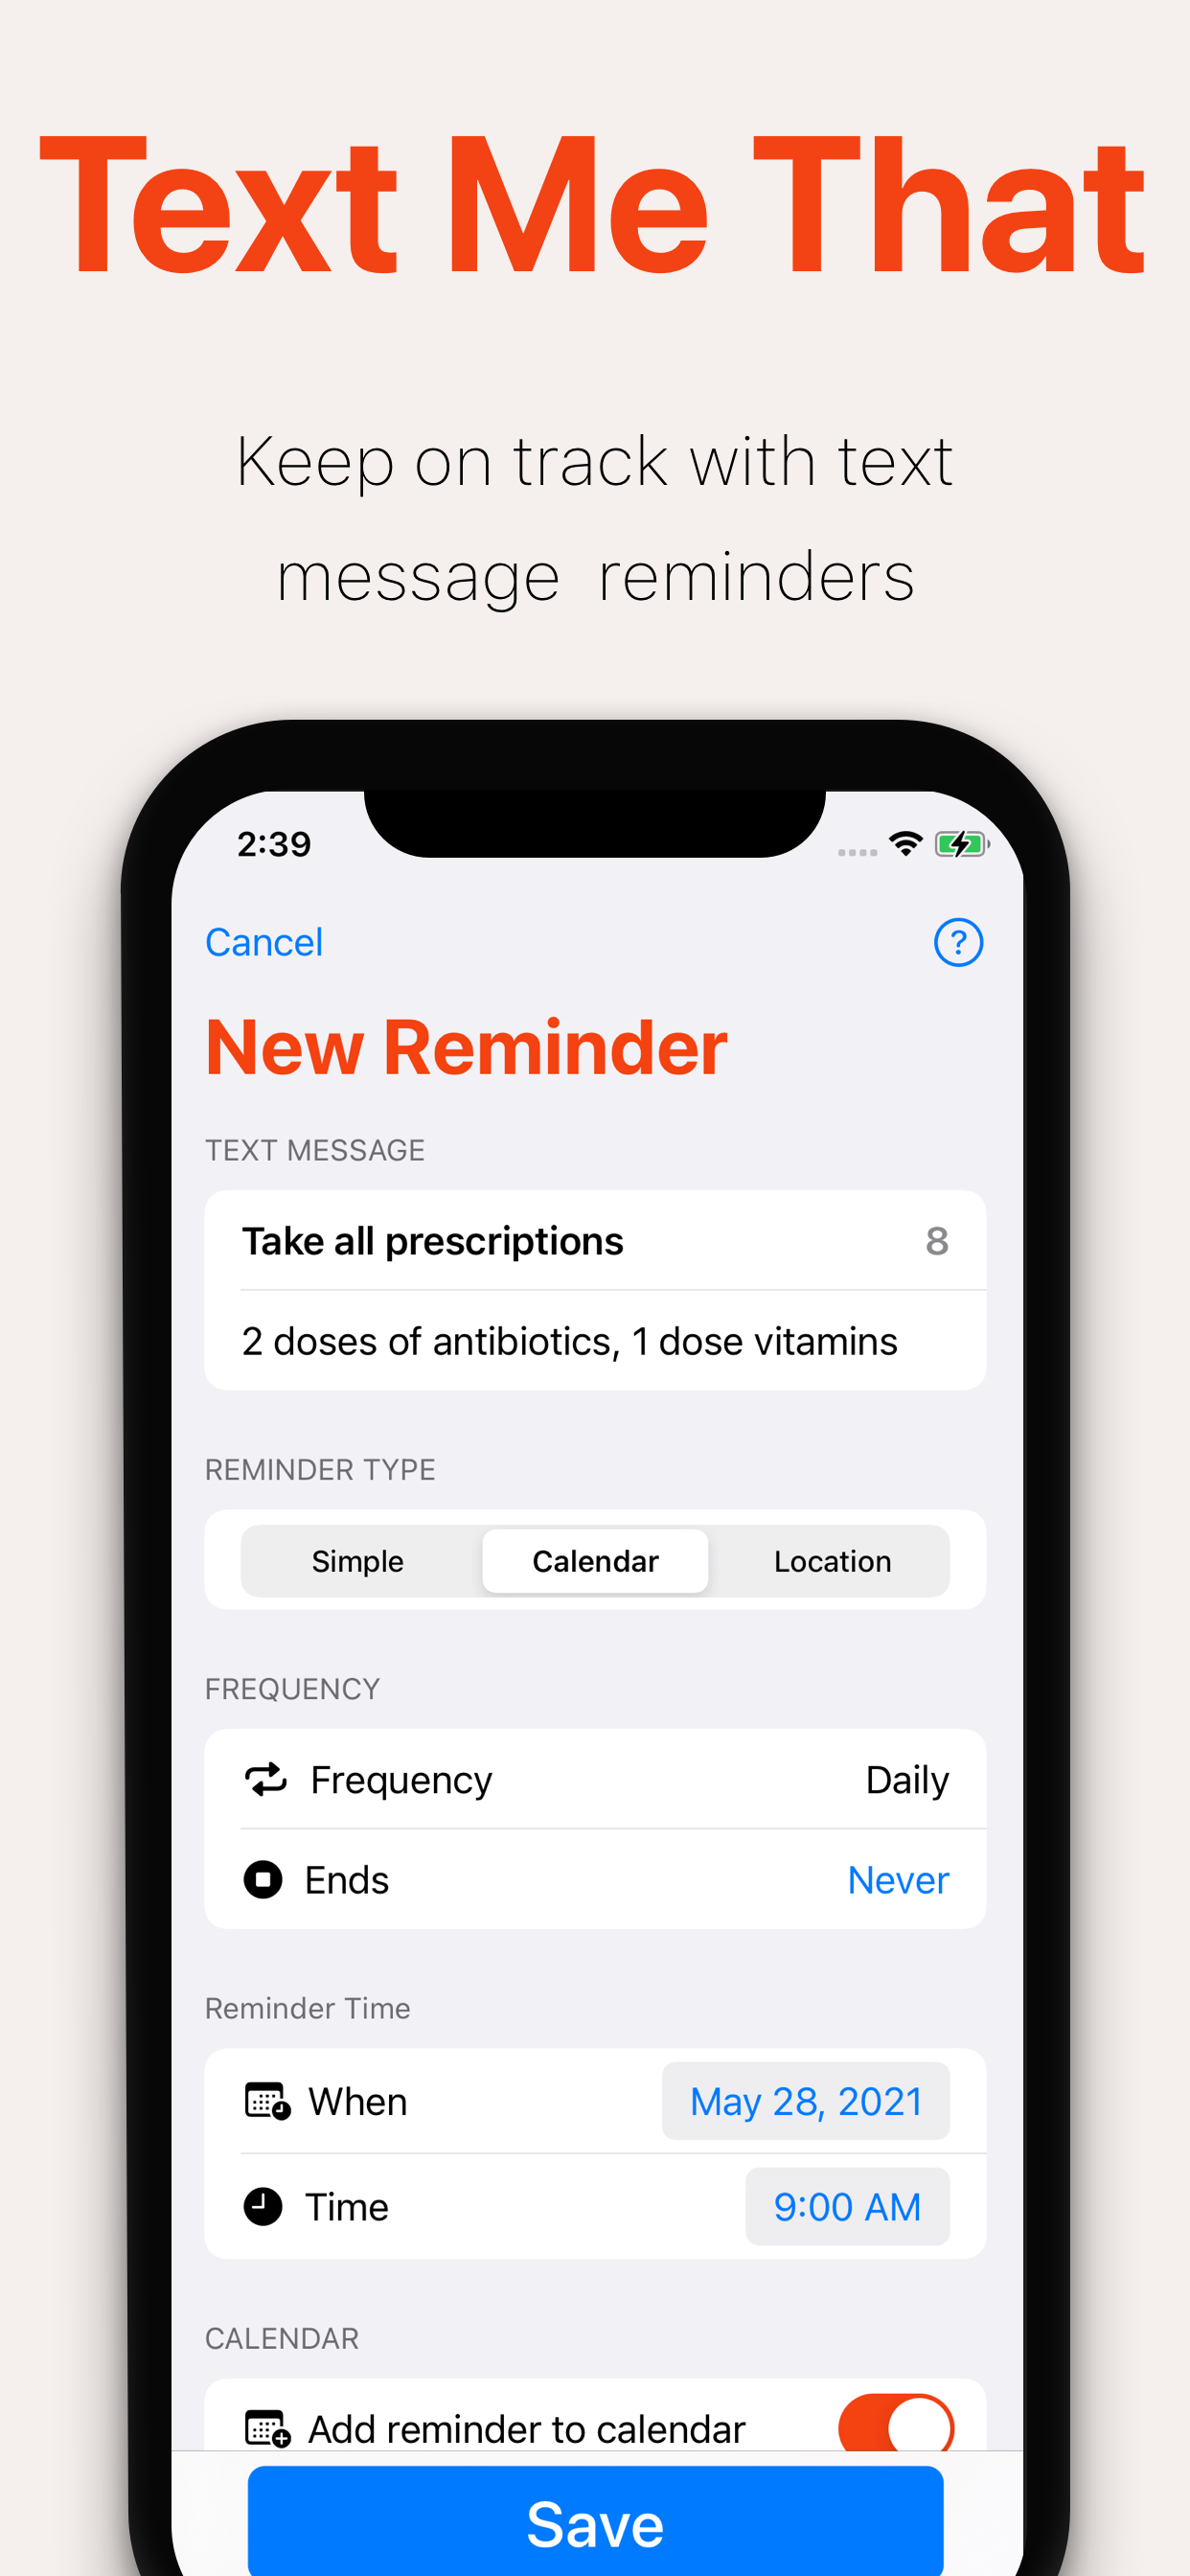 Text Me That
Keep on track with text
message  reminders
2:39
Cancel
?
New Reminder
TEXT MESSAGE
Take all prescriptions 8
2 doses of antibiotics, 1 dose vitamins
REMINDER TYPE
Simple Calendar Location
FREQUENCY
Frequency Daily
Ends Never
Reminder Time
When May 28, 2021
Time 9:00 AM
CALENDAR
Add reminder to calendar
Save